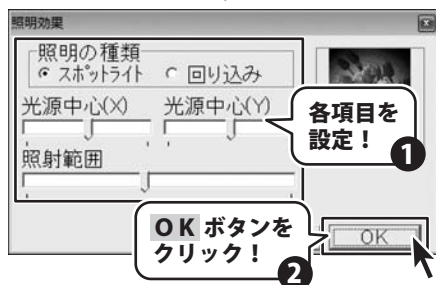 照明効果
照明の種類
スポットライト 回り込み
光源中心(X) 光源中心(Y)
照射範囲
各項目を
設定！
1
OK ボタンを
クリック！
2
OK